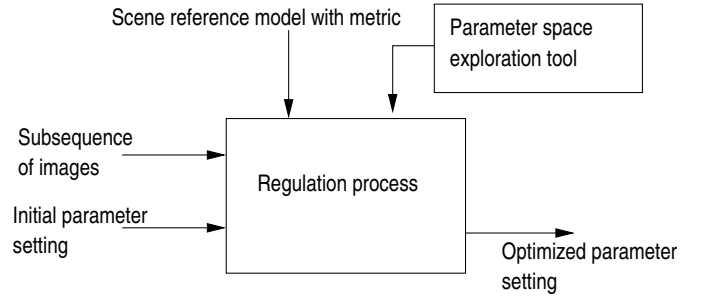 Scene reference model with metric
Parameter space
exploration tool
Subsequence
of images
Regulation process
Initial parameter
setting
Optimized parameter
setting